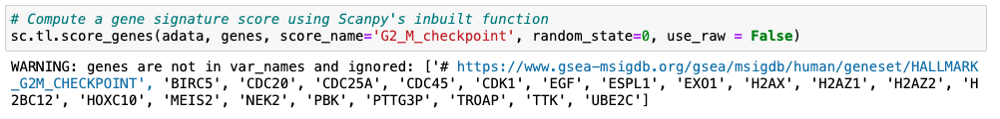 # Compute a gene signature score using Scanpy's inbuilt function
sc.tl.score_genes(adata, genes, score_name='G2_M_checkpoint', random_state=0, use_raw = False)
WARNING: genes are not in var_names and ignored: ['# https://www.gsea-msigdb.org/gsea/msigdb/human/geneset/HALLMARK
_G2M_CHECKPOINT', 'BIRC5', 'CDC20', 'CDC25A', 'CDC45', 'CDK1', 'EGF', 'ESPL1', 'EXO1', 'H2AX', 'H2AZ1', 'H2AZ2', 'H
2BC12', 'HOXC10', 'MEIS2', 'NEK2', 'PBK', 'PTTG3P', 'TROAP', 'TTK', 'UBE2C']